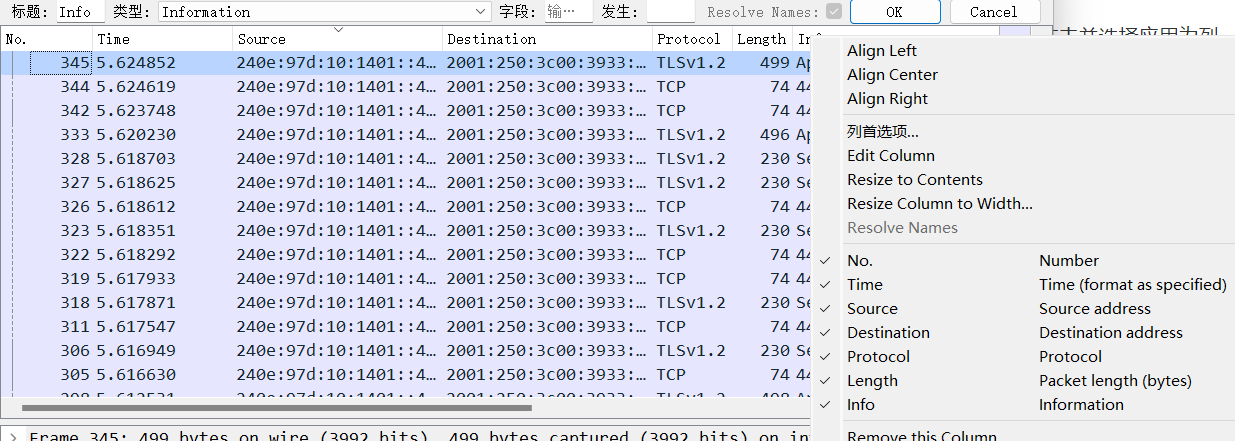 标题: Info 类型: Information 字段: 输… 发生: Resolve Names: OK Cancel
No. Time Source Destination Protocol Length Inf
345 5.624852 240e:97d:10:1401::4… 2001:250:3c00:3933:… TLSv1.2 499 Ap
344 5.624619 240e:97d:10:1401::4… 2001:250:3c00:3933:… TCP 74 44
342 5.623748 240e:97d:10:1401::4… 2001:250:3c00:3933:… TCP 74 44
333 5.620230 240e:97d:10:1401::4… 2001:250:3c00:3933:… TLSv1.2 496 Ap
328 5.618703 240e:97d:10:1401::4… 2001:250:3c00:3933:… TLSv1.2 230 Se
327 5.618625 240e:97d:10:1401::4… 2001:250:3c00:3933:… TLSv1.2 230 Se
326 5.618612 240e:97d:10:1401::4… 2001:250:3c00:3933:… TCP 74 44
323 5.618351 240e:97d:10:1401::4… 2001:250:3c00:3933:… TLSv1.2 230 Se
322 5.618292 240e:97d:10:1401::4… 2001:250:3c00:3933:… TCP 74 44
319 5.617933 240e:97d:10:1401::4… 2001:250:3c00:3933:… TCP 74 44
318 5.617871 240e:97d:10:1401::4… 2001:250:3c00:3933:… TLSv1.2 230 Se
311 5.617547 240e:97d:10:1401::4… 2001:250:3c00:3933:… TCP 74 44
306 5.616949 240e:97d:10:1401::4… 2001:250:3c00:3933:… TLSv1.2 230 Se
305 5.616630 240e:97d:10:1401::4… 2001:250:3c00:3933:… TCP 74 44
Frame 345: 499 bytes on wire (3992 bits), 499 bytes captured (3992 bits) on in
并选择应用为列
Align Left
Align Center
Align Right
列首选项...
Edit Column
Resize to Contents
Resize Column to Width...
Resolve Names
No. Number
Time Time (format as specified)
Source Source address
Destination Destination address
Protocol Protocol
Length Packet length (bytes)
Info Information
Remove this Column